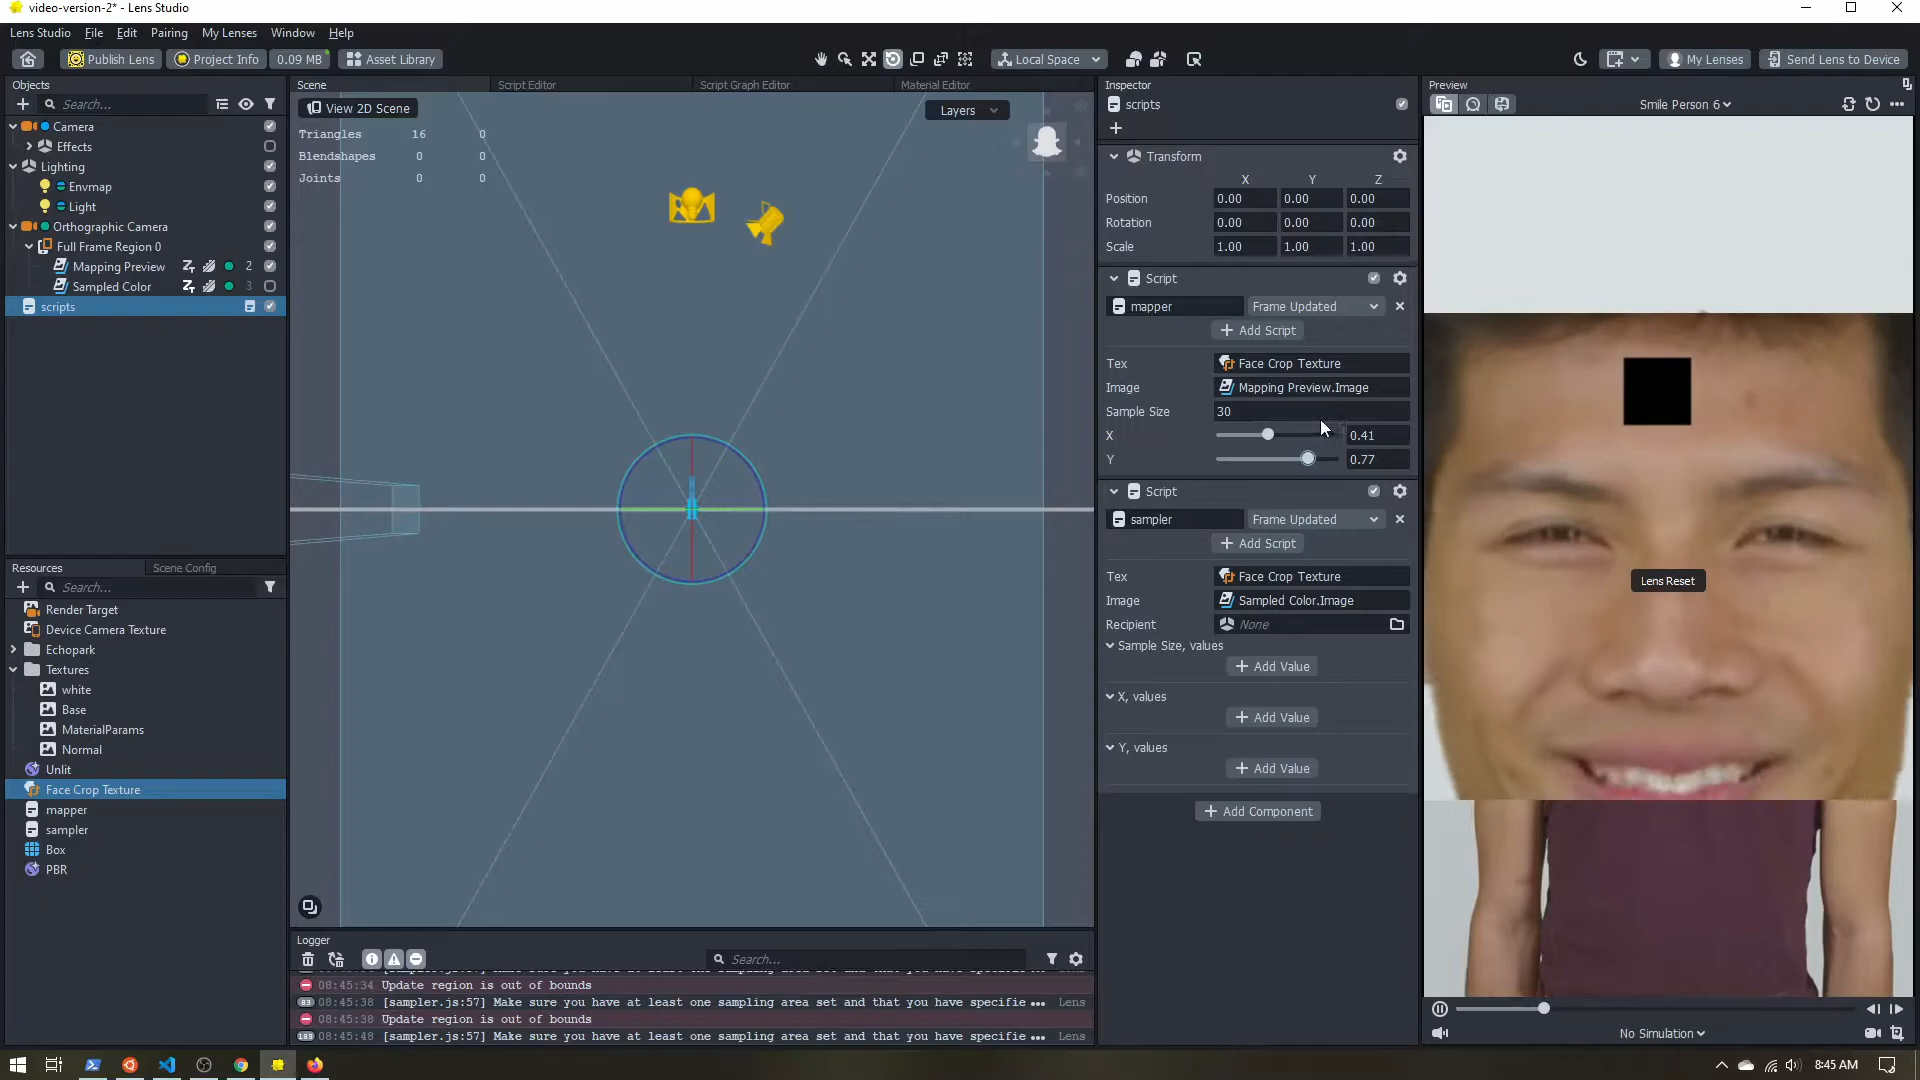 video-version-2* - Lens Studio
Lens Studio File Edit Pairing My Lenses Window Help
Publish Lens Project Info 0.09 MB Asset Library Local Space My Lenses Send Lens to Device
Objects
Search...
Camera
Effects
Lighting
Envmap
Light
Orthographic Camera
Full Frame Region 0
Mapping Preview 2
Sampled Color 3
scripts
Resources Scene Config
Search...
Render Target
Device Camera Texture
Echopark
Textures
white
Base
MaterialParams
Normal
Unlit
Face Crop Texture
mapper
sampler
Box
PBR
Scene Script Editor Script Graph Editor Material Editor
View 2D Scene Layers
Triangles 16 0
Blendshapes 0 0
Joints 0 0
Logger
Search...
08:45:34 Update region is out of bounds
83 08:45:38 [sampler.js:57] Make sure you have at least one sampling area set and that you have specifie ••• Lens
08:45:38 Update region is out of bounds
189 08:45:48 [sampler.js:57] Make sure you have at least one sampling area set and that you have specifie ••• Lens
Inspector
scripts
Transform
X Y Z
Position 0.00 0.00 0.00
Rotation 0.00 0.00 0.00
Scale 1.00 1.00 1.00
Script
mapper Frame Updated
+ Add Script
Tex Face Crop Texture
Image Mapping Preview.Image
Sample Size 30
X 0.41
Y 0.77
Script
sampler Frame Updated
+ Add Script
Tex Face Crop Texture
Image Sampled Color.Image
Recipient None
Sample Size, values
+ Add Value
X, values
+ Add Value
Y, values
+ Add Value
+ Add Component
Preview
Smile Person 6
Lens Reset
No Simulation
8:45 AM